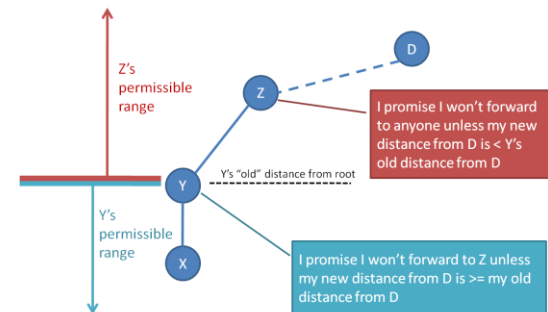 D
Z's
permissible
range
Z
I promise I won't forward
to anyone unless my new
distance from D is < Y's
old distance from D
Y's "old" distance from root
Y
Y's
permissible
range
X
I promise I won't forward to Z unless
my new distance from D is >= my old
distance from D